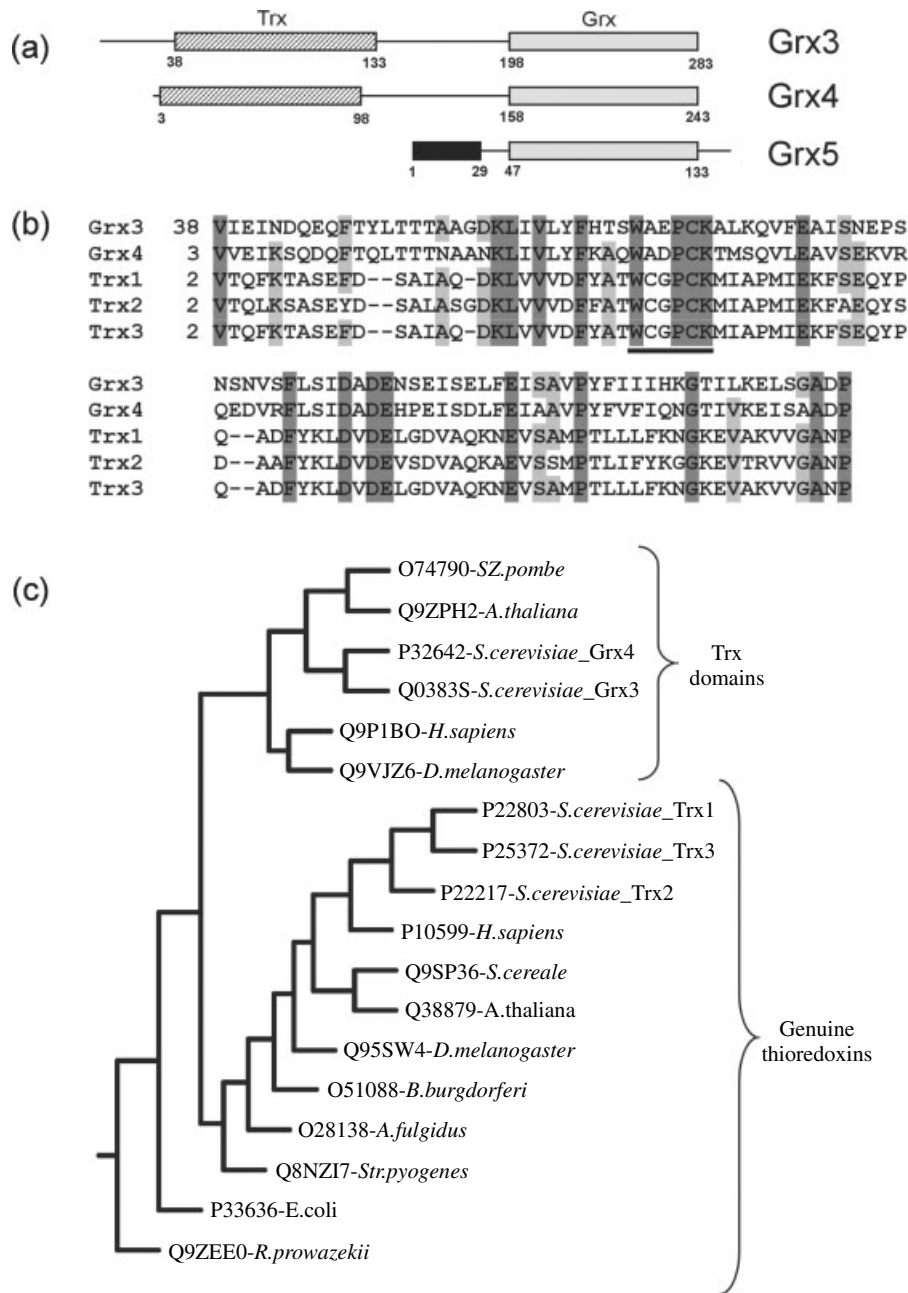 (a)
Trx Grx
38 133 198 283 Grx3
3 98 158 243 Grx4
1 29 47 133 Grx5
(b)
Grx3 38 VIEINDQEQFTYLTTTAAGDKLIVLYFHTSWAEPCKALKQVFEAISNEPS
Grx4 3 VVEIKSQDQFTQLTTTNAANKLIVLYFKAQWADPCKTMSQVLEAVSEKVR
Trx1 2 VTQFKTASEFD--SAIAQ-DKLVVVDFYATWCGPCKMIAPMIEKFSEQYP
Trx2 2 VTQLKSASEYD--SALASGDKLVVVDFFATWCGPCKMIAPMIEKFAEQYS
Trx3 2 VTQFKTASEFD--SAIAQ-DKLVVVDFYATWCGPCKMIAPMIEKFSEQYP
Grx3 NSNVSFLSIDADENSEISELFEISAVPYFIIIHKGTILKELSGADP
Grx4 QEDVRFLSIDADEHPEISDLFEIAAVPYFVFIQNGTIVKEISAADP
Trx1 Q--ADFYKLDVDELGDVAQKNEVSAMPTLLLFKNGKEVAKVVGANP
Trx2 D--AAFYKLDVDEVSDVAQKAEVSSMPTLIFYKGGKEVTRVVGANP
Trx3 Q--ADFYKLDVDELGDVAQKNEVSAMPTLLLFKNGKEVAKVVGANP
(c)
O74790-SZ.pombe
Q9ZPH2-A.thaliana
P32642-S.cerevisiae_Grx4
Q0383S-S.cerevisiae_Grx3
Q9P1BO-H.sapiens
Q9VJZ6-D.melanogaster
Trx
domains
P22803-S.cerevisiae_Trx1
P25372-S.cerevisiae_Trx3
P22217-S.cerevisiae_Trx2
P10599-H.sapiens
Q9SP36-S.cereale
Q38879-A.thaliana
Q95SW4-D.melanogaster
O51088-B.burgdorferi
O28138-A.fulgidus
Q8NZI7-Str.pyogenes
P33636-E.coli
Q9ZEE0-R.prowazekii
Genuine
thioredoxins